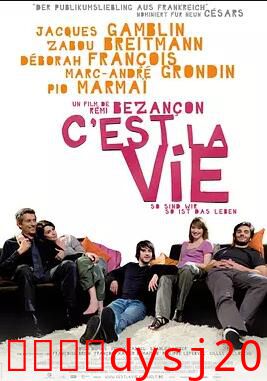 "DER PUBLIKUMSLIEBLING AUS FRANKREICH"
NOMINIERT FÜR NEUN CÉSARS
JACQUES GAMBLIN
ZABOU BREITMANN
DÉBORAH FRANÇOIS
MARC-ANDRÉ GRONDIN
PIO MARMAÏ
UN FILM DE RÉMI BEZANÇON
C'EST LA
VIE
SO SIND WIR
SO IST DAS LEBEN
dysj20